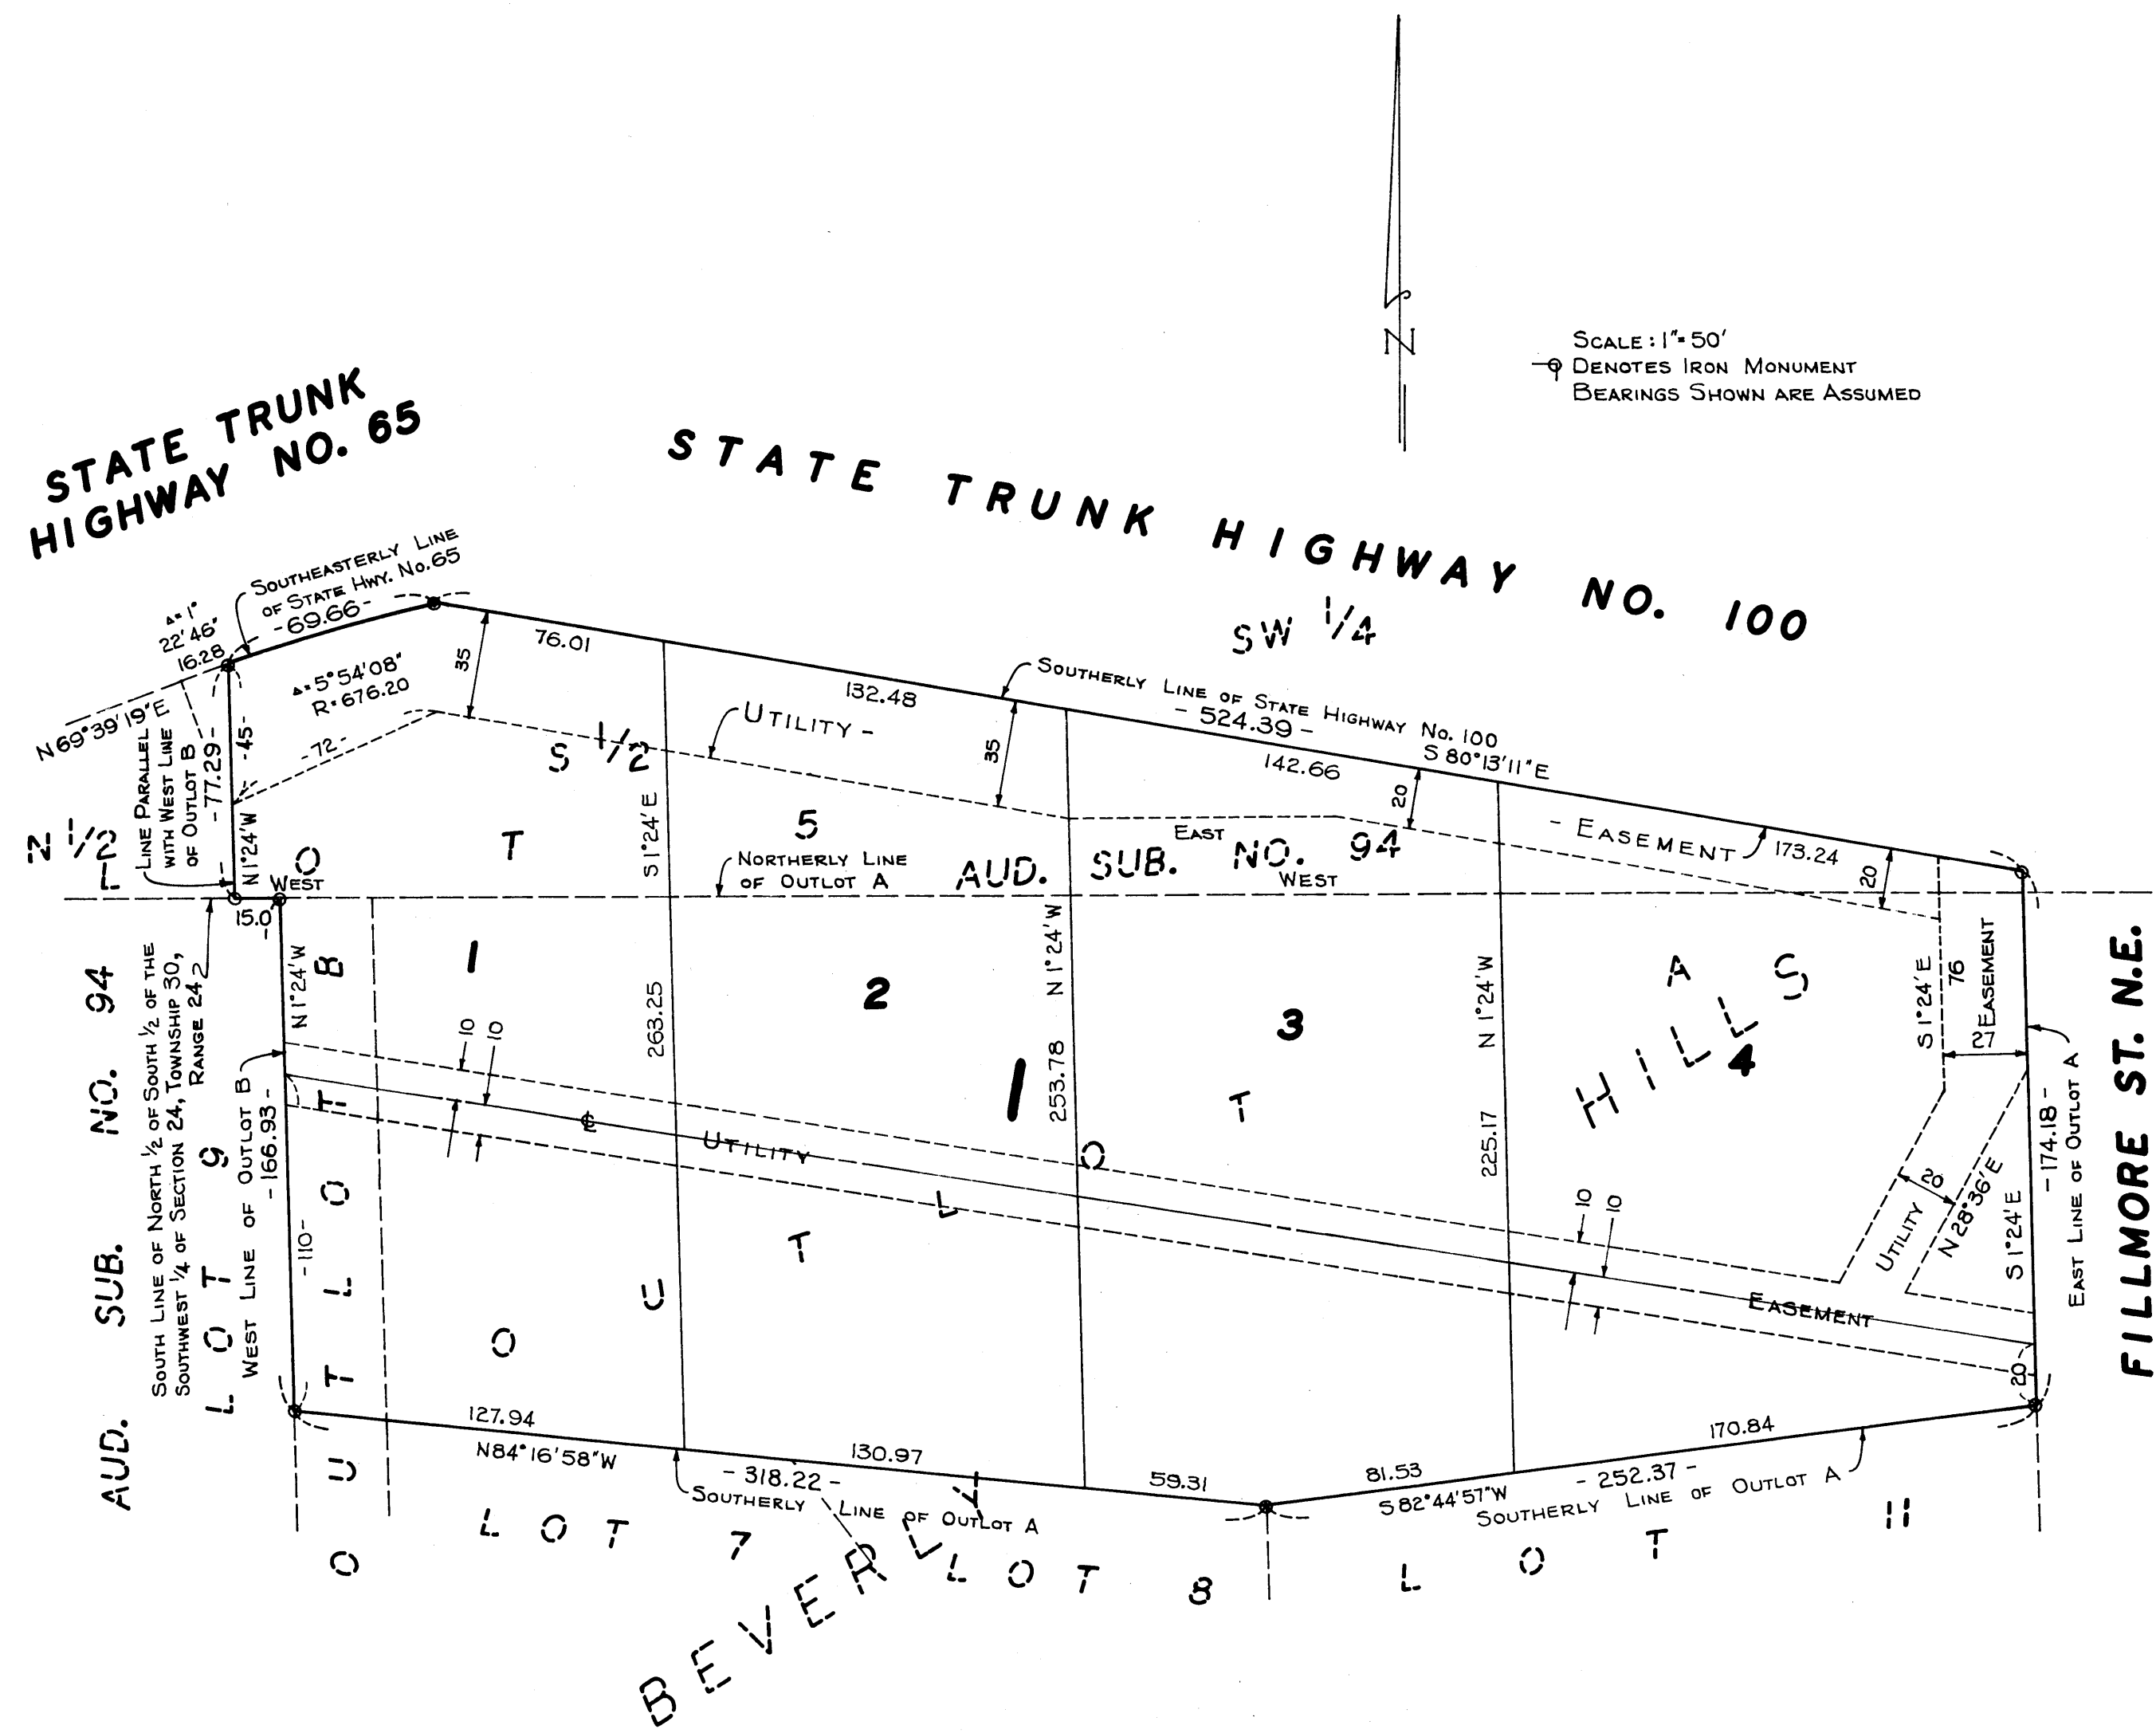 SCALE : 1" = 50'
DENOTES IRON MONUMENT
BEARINGS SHOWN ARE ASSUMED
N
STATE TRUNK
HIGHWAY NO. 65
STATE TRUNK HIGHWAY NO. 100
SW 1/4
SOUTHEASTERLY LINE
OF STATE HWY. NO. 65
- 69.66 -
Δ = 1°
22' 46"
16.28
Δ = 5° 54' 08"
R = 676.20
N 69° 39' 19" E
76.01
35
132.48
SOUTHERLY LINE OF STATE HIGHWAY NO. 100
- 524.39 -
S 80° 13' 11" E
142.66
20
35
- 72 -
- 45 -
- 77.29 -
N 1° 24' W
LINE PARALLEL
WITH WEST LINE
OF OUTLOT B
S 1/2
UTILITY -
- EASEMENT
173.24
20
N 1/2
LOT 5
S 1° 24' E
EAST
AUD. SUB. NO. 94
NORTHERLY LINE
OF OUTLOT A
WEST
WEST
15.0
SOUTH LINE OF NORTH 1/2 OF SOUTH 1/2 OF THE
SOUTHWEST 1/4 OF SECTION 24, TOWNSHIP 30,
RANGE 24
AUD. SUB. NO. 94
LOT 9
WEST LINE OF OUTLOT B
- 166.93 -
N 1° 24' W
- 110 -
OUTLOT B
1
2
3
4
1
10
10
263.25
N 1° 24' W
253.78
N 1° 24' W
225.17
OUTLOT A
BEVERLY HILLS
UTILITY
EASEMENT
10
10
S 1° 24' E
76
EASEMENT
27
20
UTILITY
N 28° 36' E
S 1° 24' E
20
- 174.18 -
EAST LINE OF OUTLOT A
FILLMORE ST. N.E.
127.94
N 84° 16' 58" W
130.97
- 318.22 -
SOUTHERLY LINE OF OUTLOT A
59.31
81.53
S 82° 44' 57" W
170.84
- 252.37 -
SOUTHERLY LINE OF OUTLOT A
LOT 7
LOT 8
LOT 11